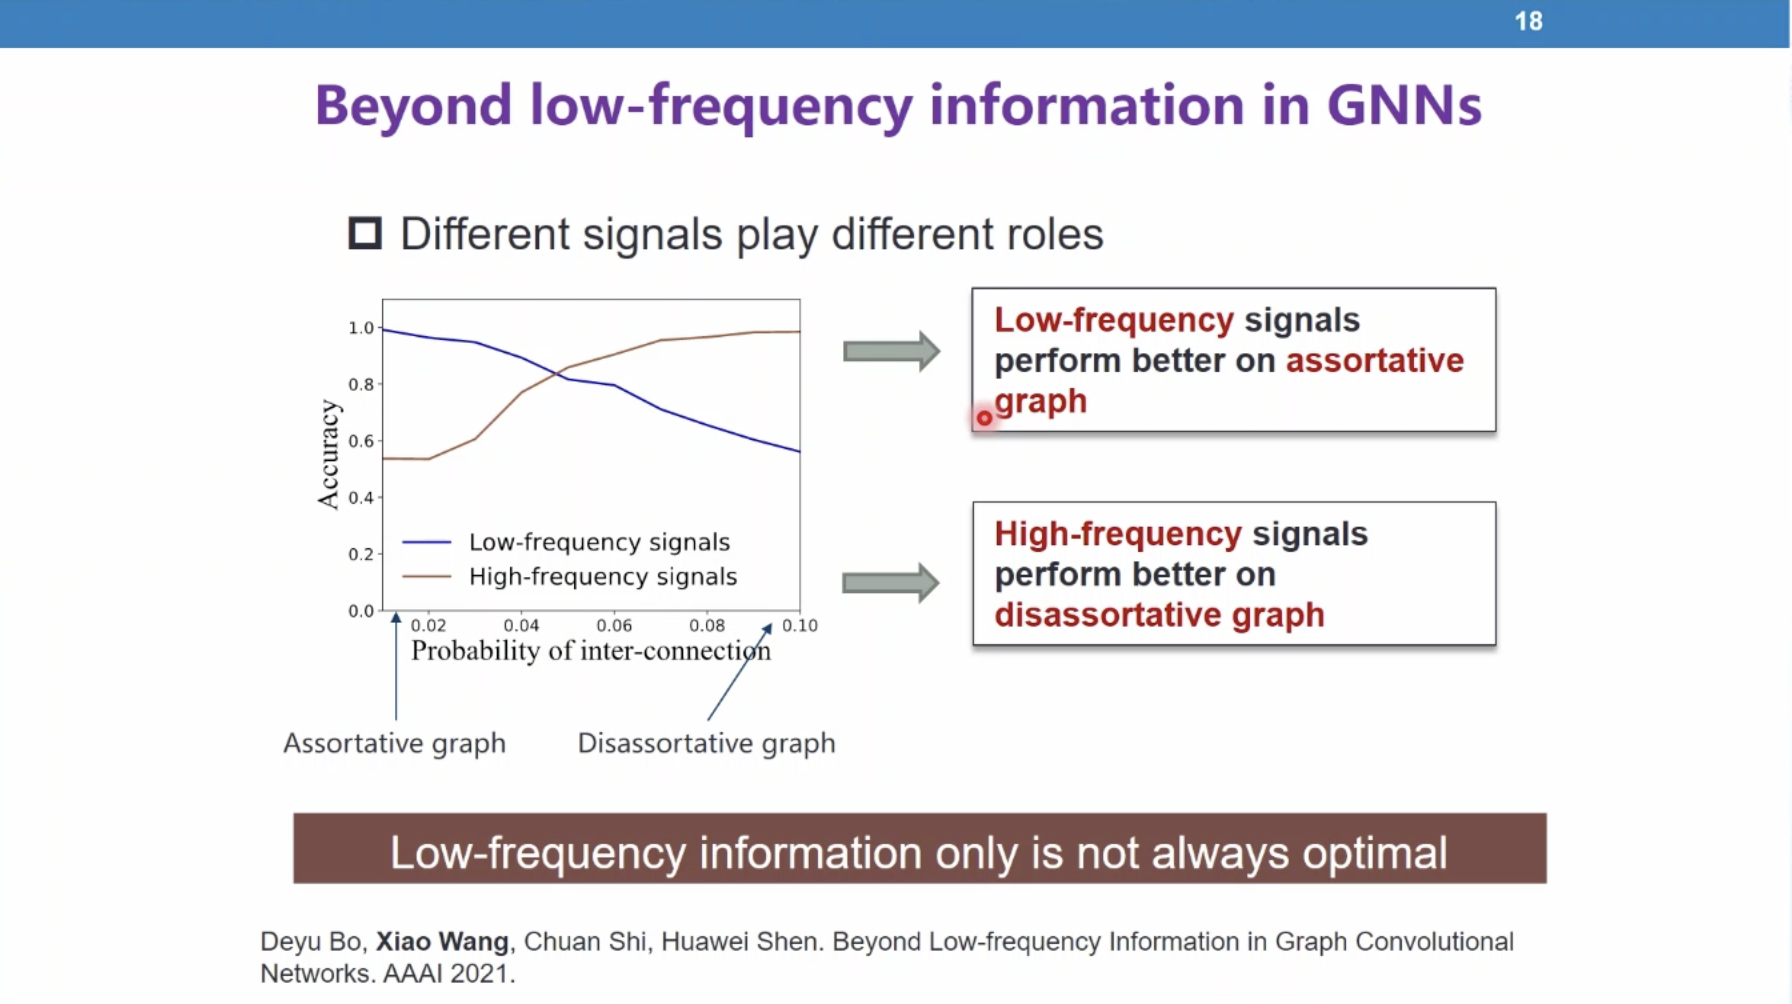 18
Beyond low-frequency information in GNNs
Different signals play different roles
1.0
0.8
0.6
0.4
0.2
0.0
Accuracy
Low-frequency signals
High-frequency signals
0.02 0.04 0.06 0.08 0.10
Probability of inter-connection
Assortative graph
Disassortative graph
Low-frequency signals
perform better on assortative
graph
High-frequency signals
perform better on
disassortative graph
Low-frequency information only is not always optimal
Deyu Bo, Xiao Wang, Chuan Shi, Huawei Shen. Beyond Low-frequency Information in Graph Convolutional
Networks. AAAI 2021.